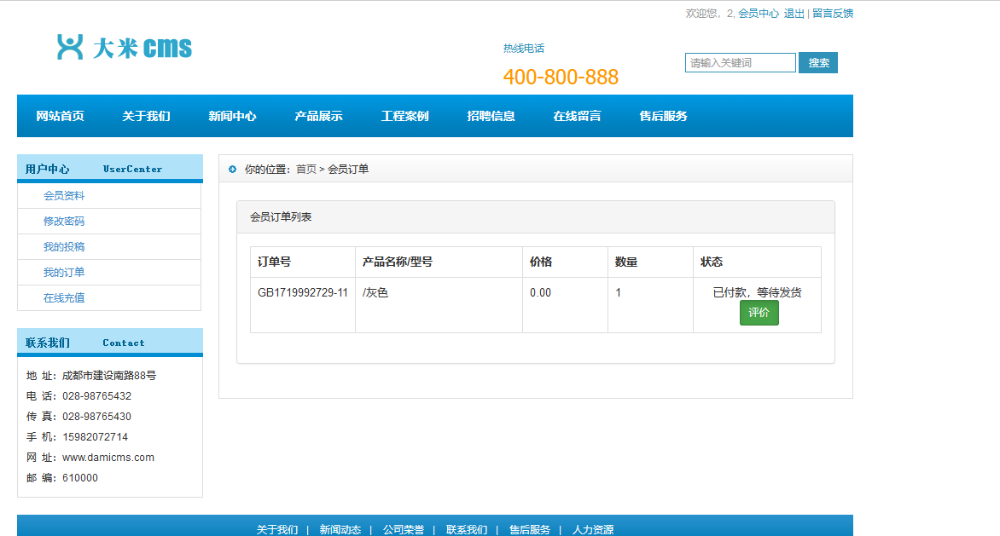 欢迎您，2, 会员中心 退出 | 留言反馈
大米cms
热线电话
400-800-888
请输入关键词 搜索
网站首页 关于我们 新闻中心 产品展示 工程案例 招聘信息 在线留言 售后服务
用户中心 UserCenter
会员资料
修改密码
我的投稿
我的订单
在线充值
联系我们 Contact
地 址：成都市建设南路88号
电 话：028-98765432
传 真：028-98765430
手 机：15982072714
网 址：www.damicms.com
邮 编：610000
你的位置：首页 > 会员订单
会员订单列表
订单号 产品名称/型号 价格 数量 状态
GB1719992729-11 /灰色 0.00 1 已付款，等待发货
评价
关于我们 | 新闻动态 | 公司荣誉 | 联系我们 | 售后服务 | 人力资源